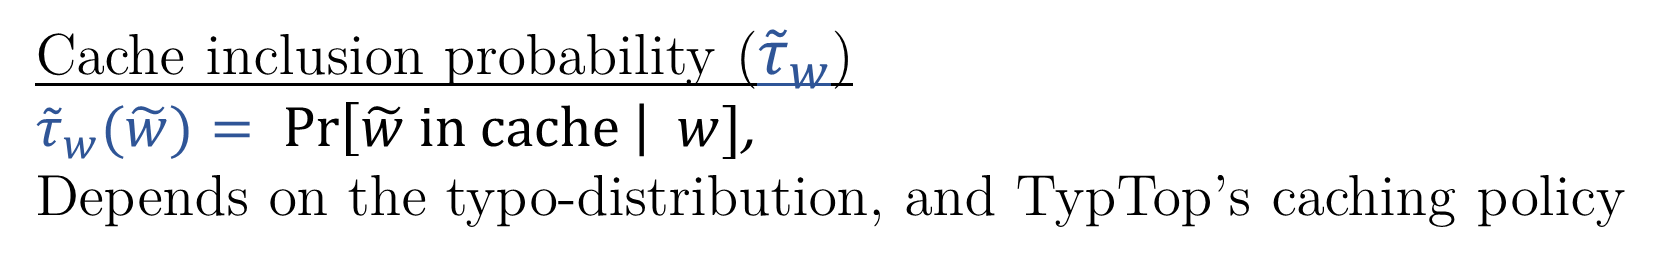 Cache inclusion probability (τ̃_w)
τ̃_w(w̃) = Pr[w̃ in cache | w],
Depends on the typo-distribution, and TypTop's caching policy